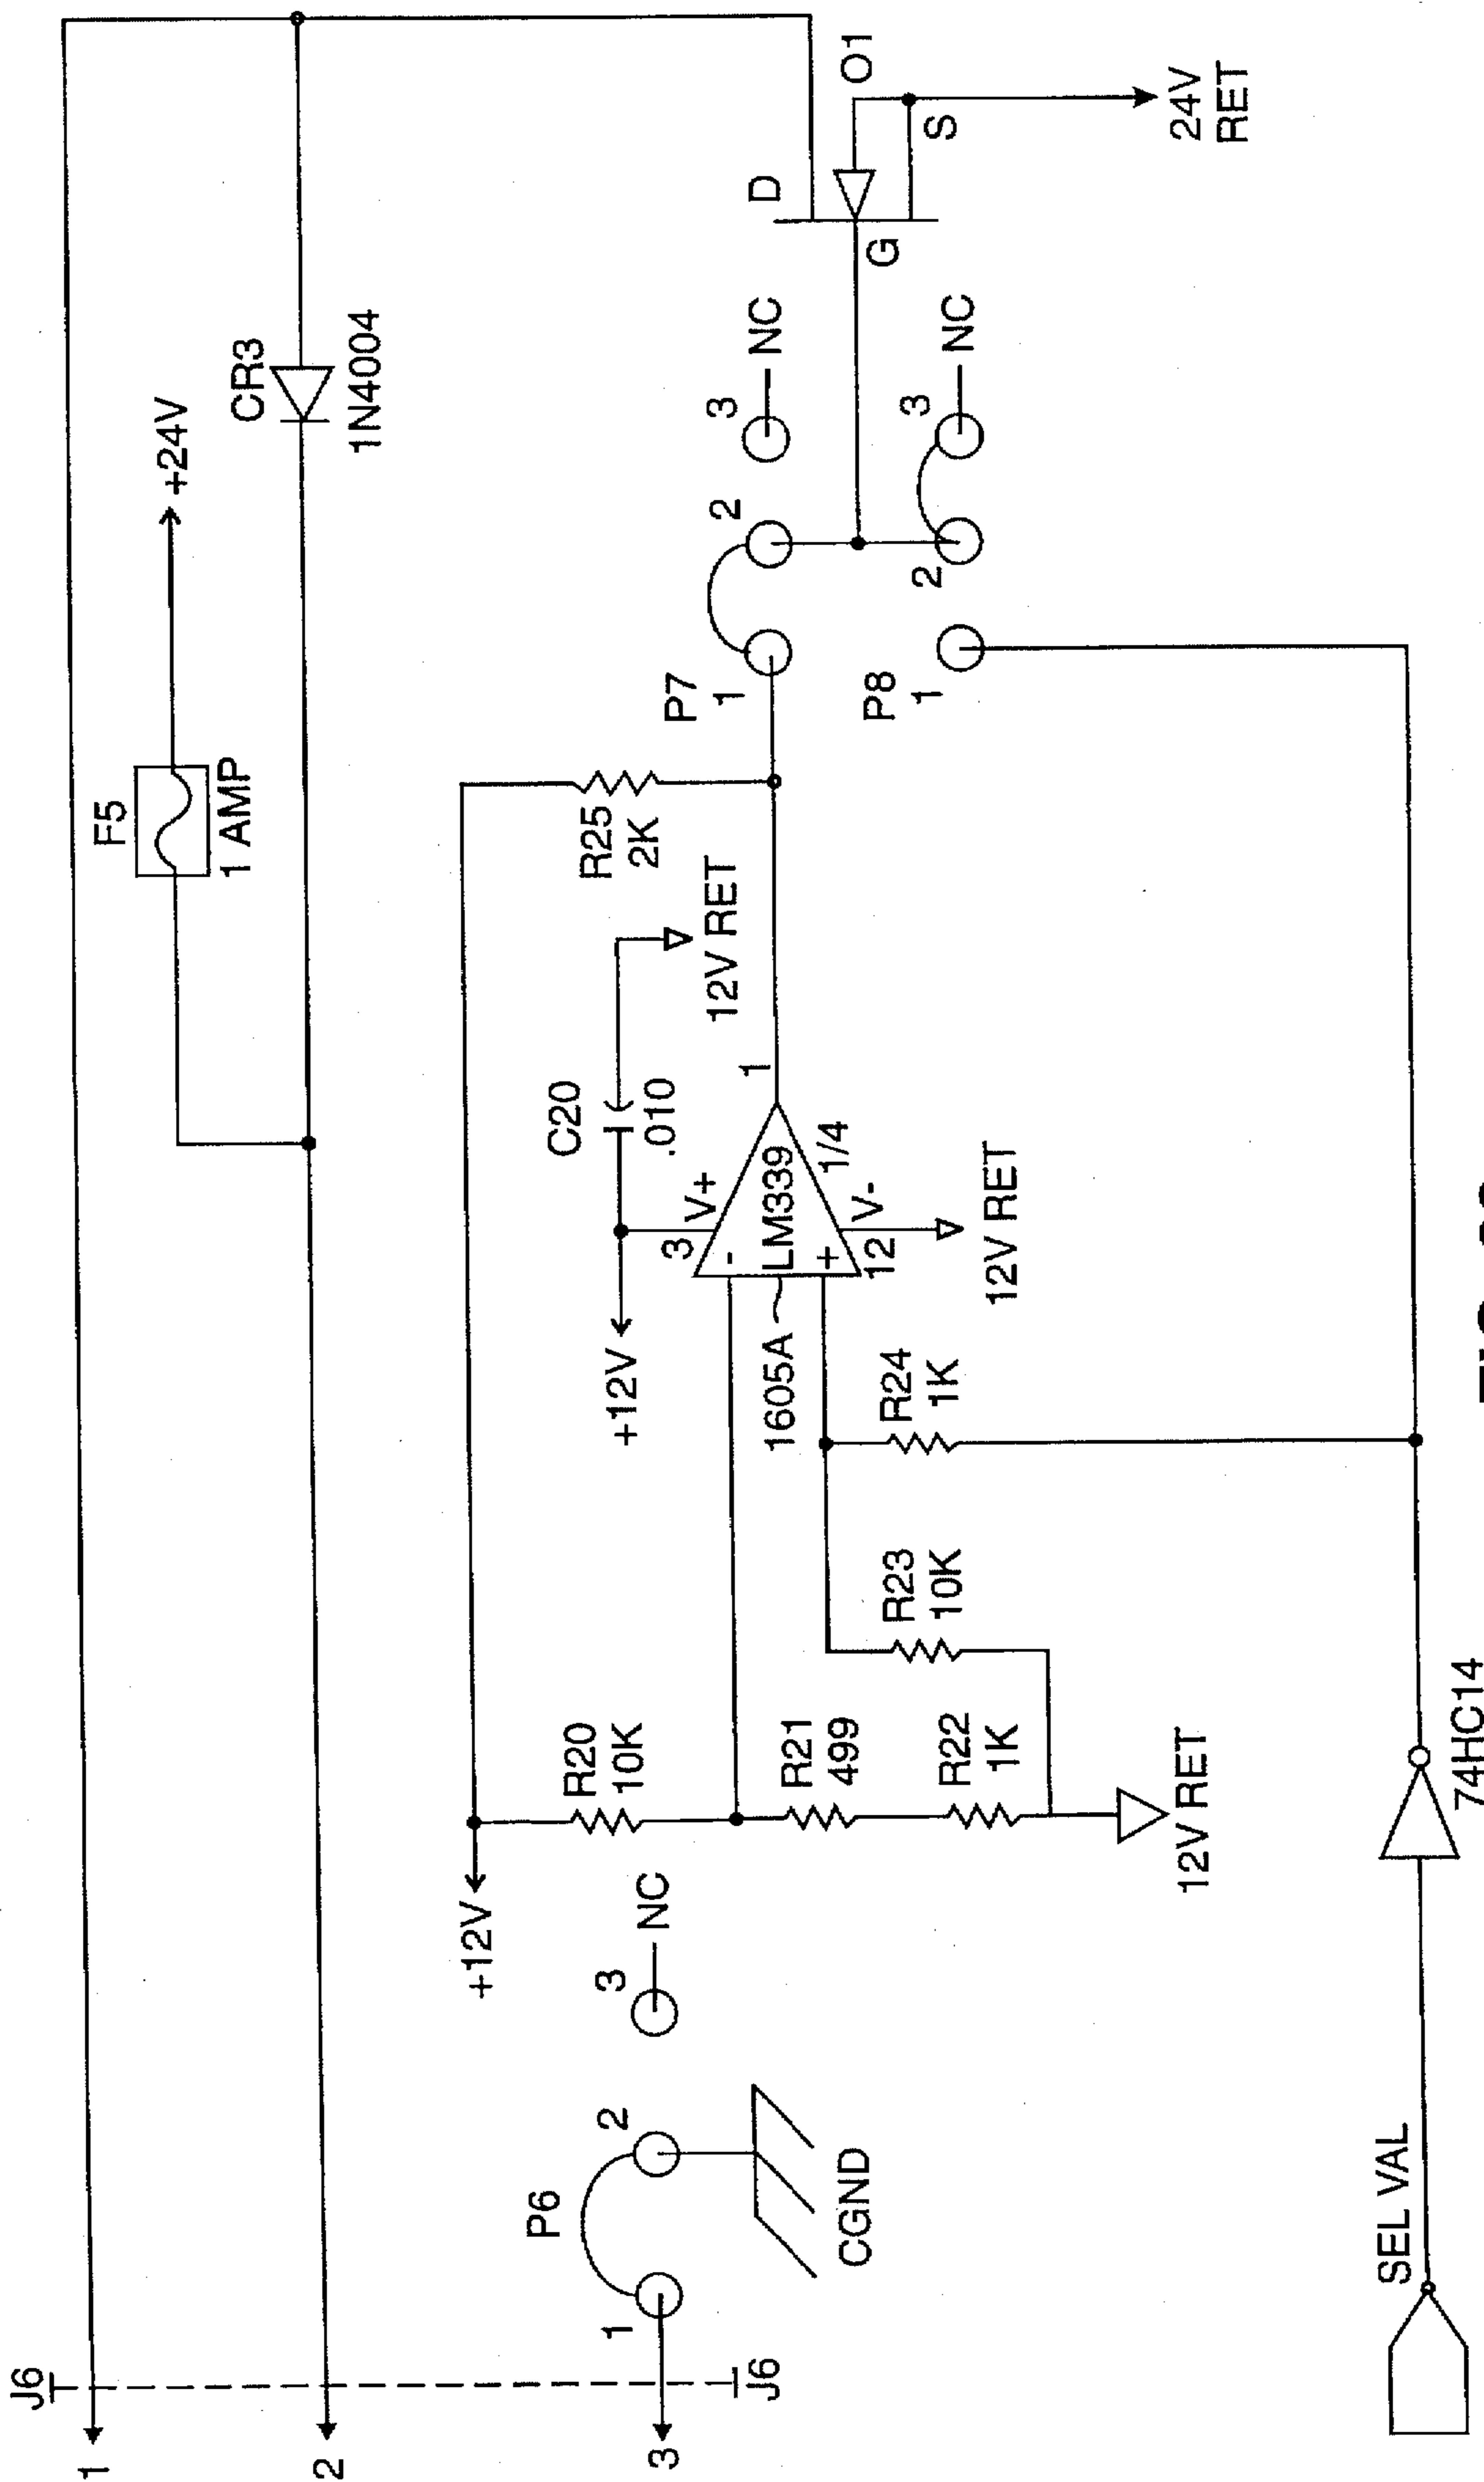 J6
1
2
3
J6
F5
1 AMP
+24V
CR3
1N4004
P6
1
2
3
NC
CGND
+12V
R20
10K
R21
499
R22
1K
12V RET
R23
10K
R24
1K
1605A
LM339
-
+
3
V+
12
V-
1/4
1
12V RET
+12V
C20
.010
12V RET
R25
2K
P7
1
2
3
NC
P8
1
2
3
NC
D
G
S
O1
24V
RET
SEL VAL
74HC14